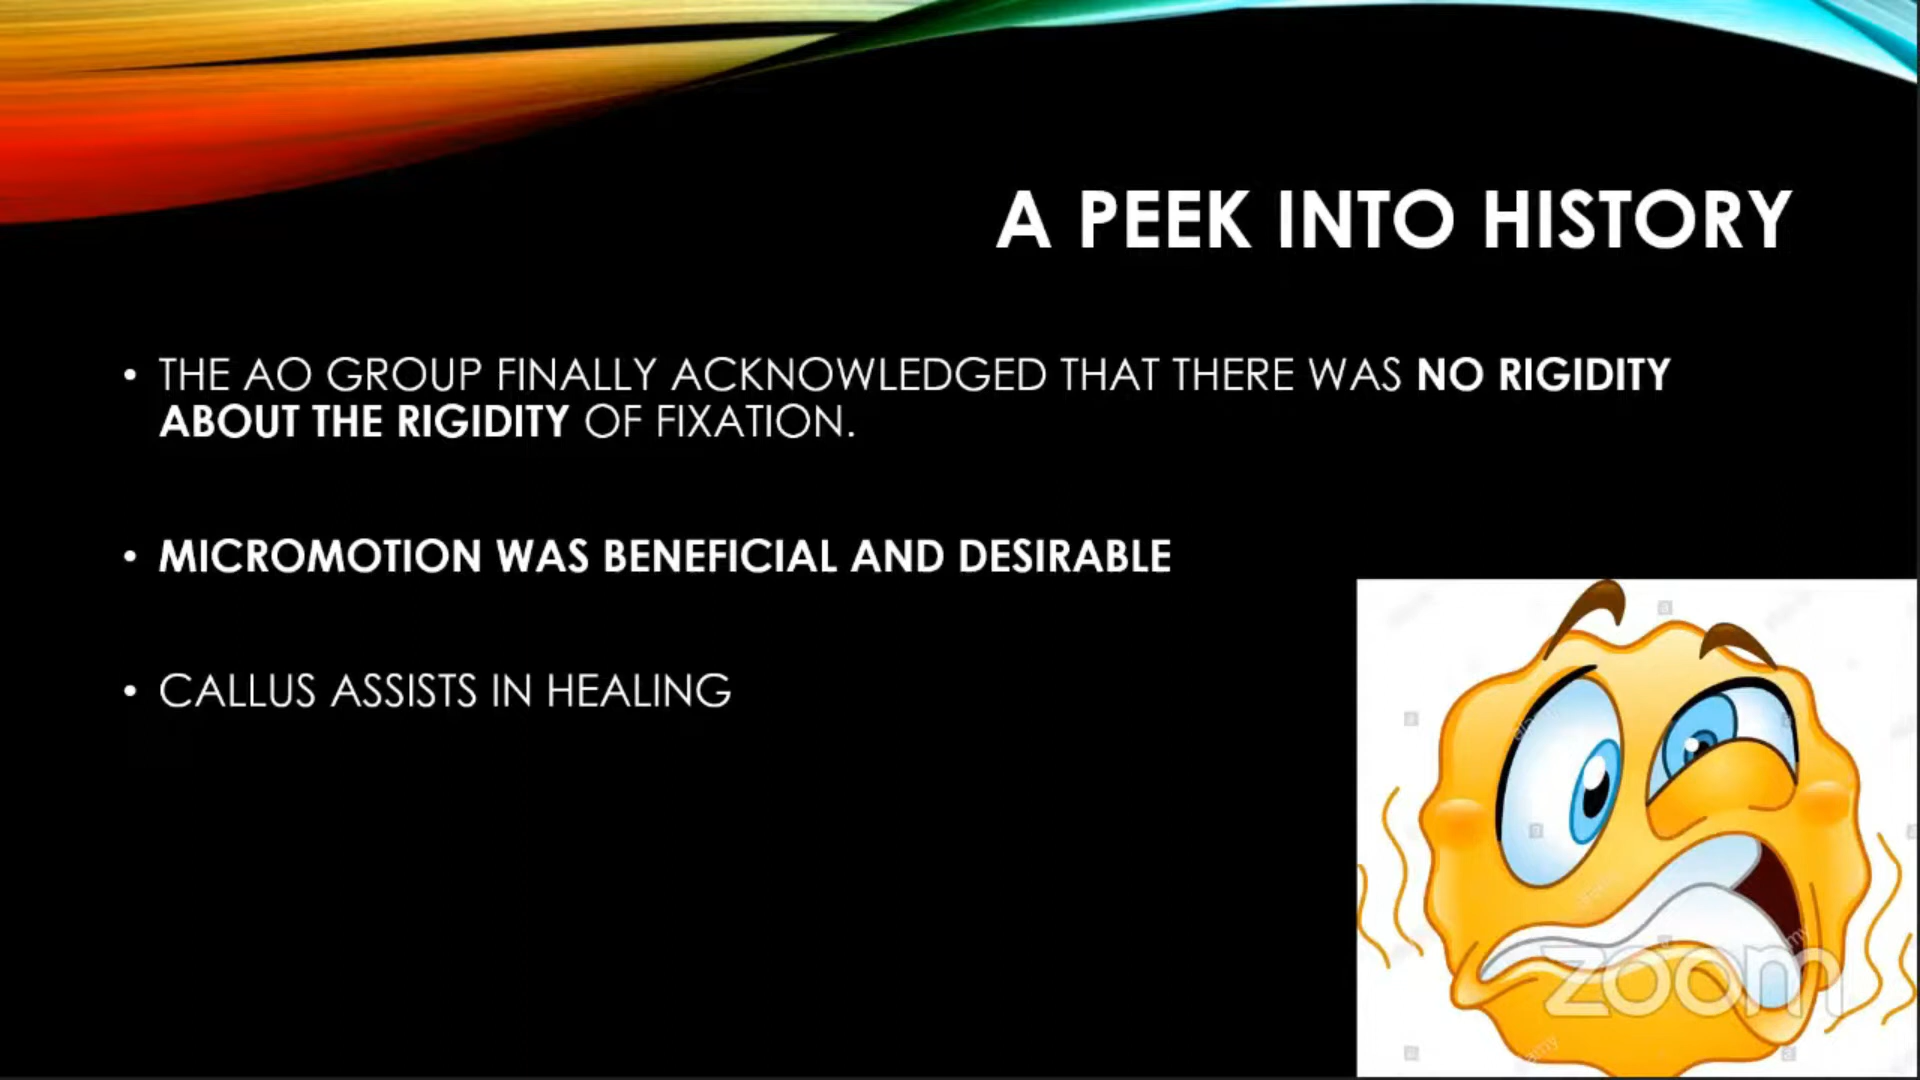 A PEEK INTO HISTORY
• THE AO GROUP FINALLY ACKNOWLEDGED THAT THERE WAS NO RIGIDITY
ABOUT THE RIGIDITY OF FIXATION.
• MICROMOTION WAS BENEFICIAL AND DESIRABLE
• CALLUS ASSISTS IN HEALING
zoom